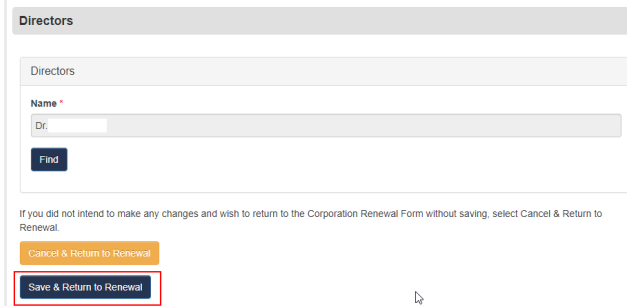 Directors
Directors
Name *
Dr.
Find
If you did not intend to make any changes and wish to return to the Corporation Renewal Form without saving, select Cancel & Return to
Renewal.
Cancel & Return to Renewal
Save & Return to Renewal